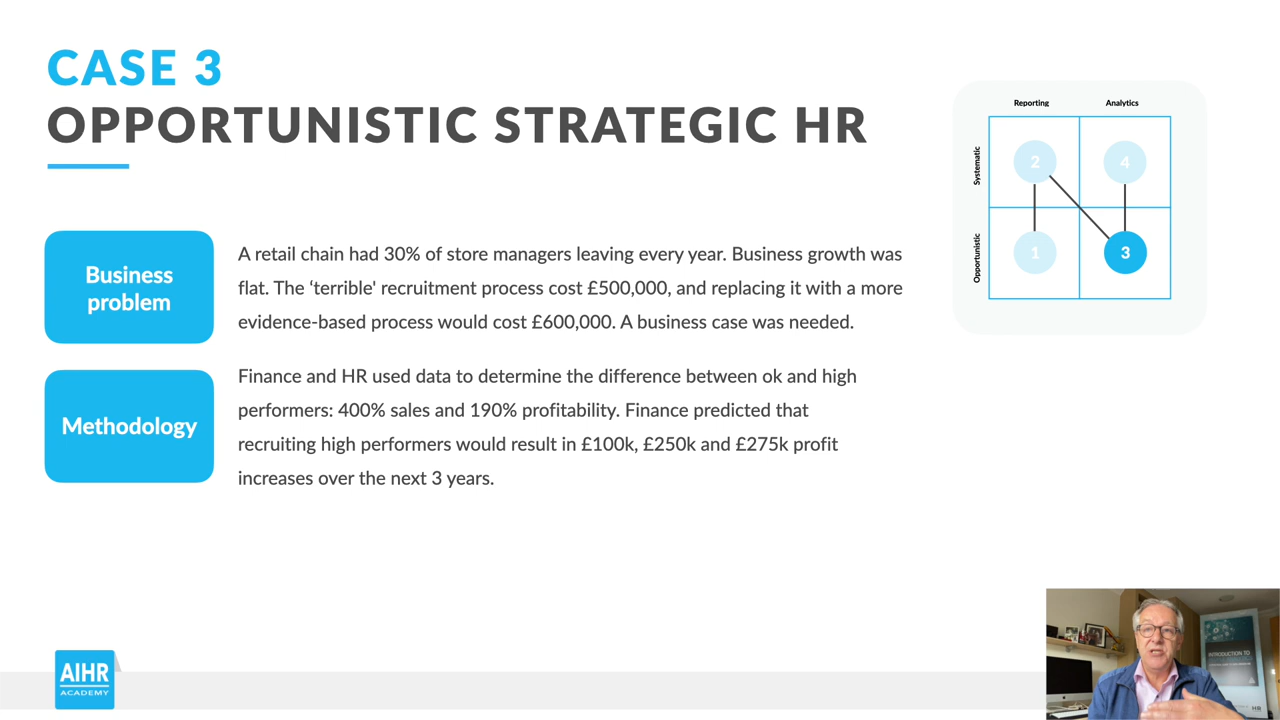 CASE 3
OPPORTUNISTIC STRATEGIC HR
Reporting
Analytics
Systematic
2
4
Opportunistic
1
3
Business
problem
A retail chain had 30% of store managers leaving every year. Business growth was
flat. The ‘terrible' recruitment process cost £500,000, and replacing it with a more
evidence-based process would cost £600,000. A business case was needed.
Methodology
Finance and HR used data to determine the difference between ok and high
performers: 400% sales and 190% profitability. Finance predicted that
recruiting high performers would result in £100k, £250k and £275k profit
increases over the next 3 years.
AIHR
ACADEMY
INTRODUCTION TO
HR